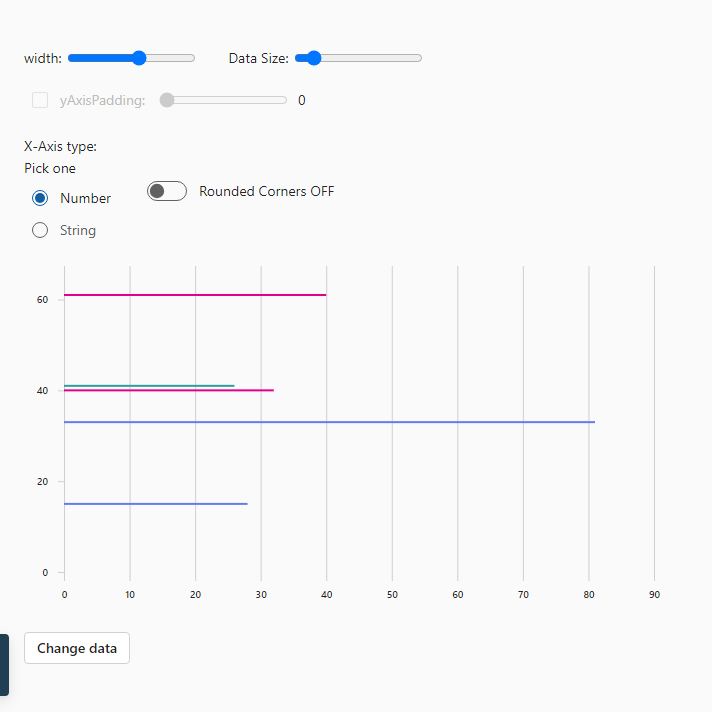 width: Data Size:
yAxisPadding: 0
X-Axis type:
Pick one
Number
Rounded Corners OFF
String
60
40
20
0
0 10 20 30 40 50 60 70 80 90
Change data